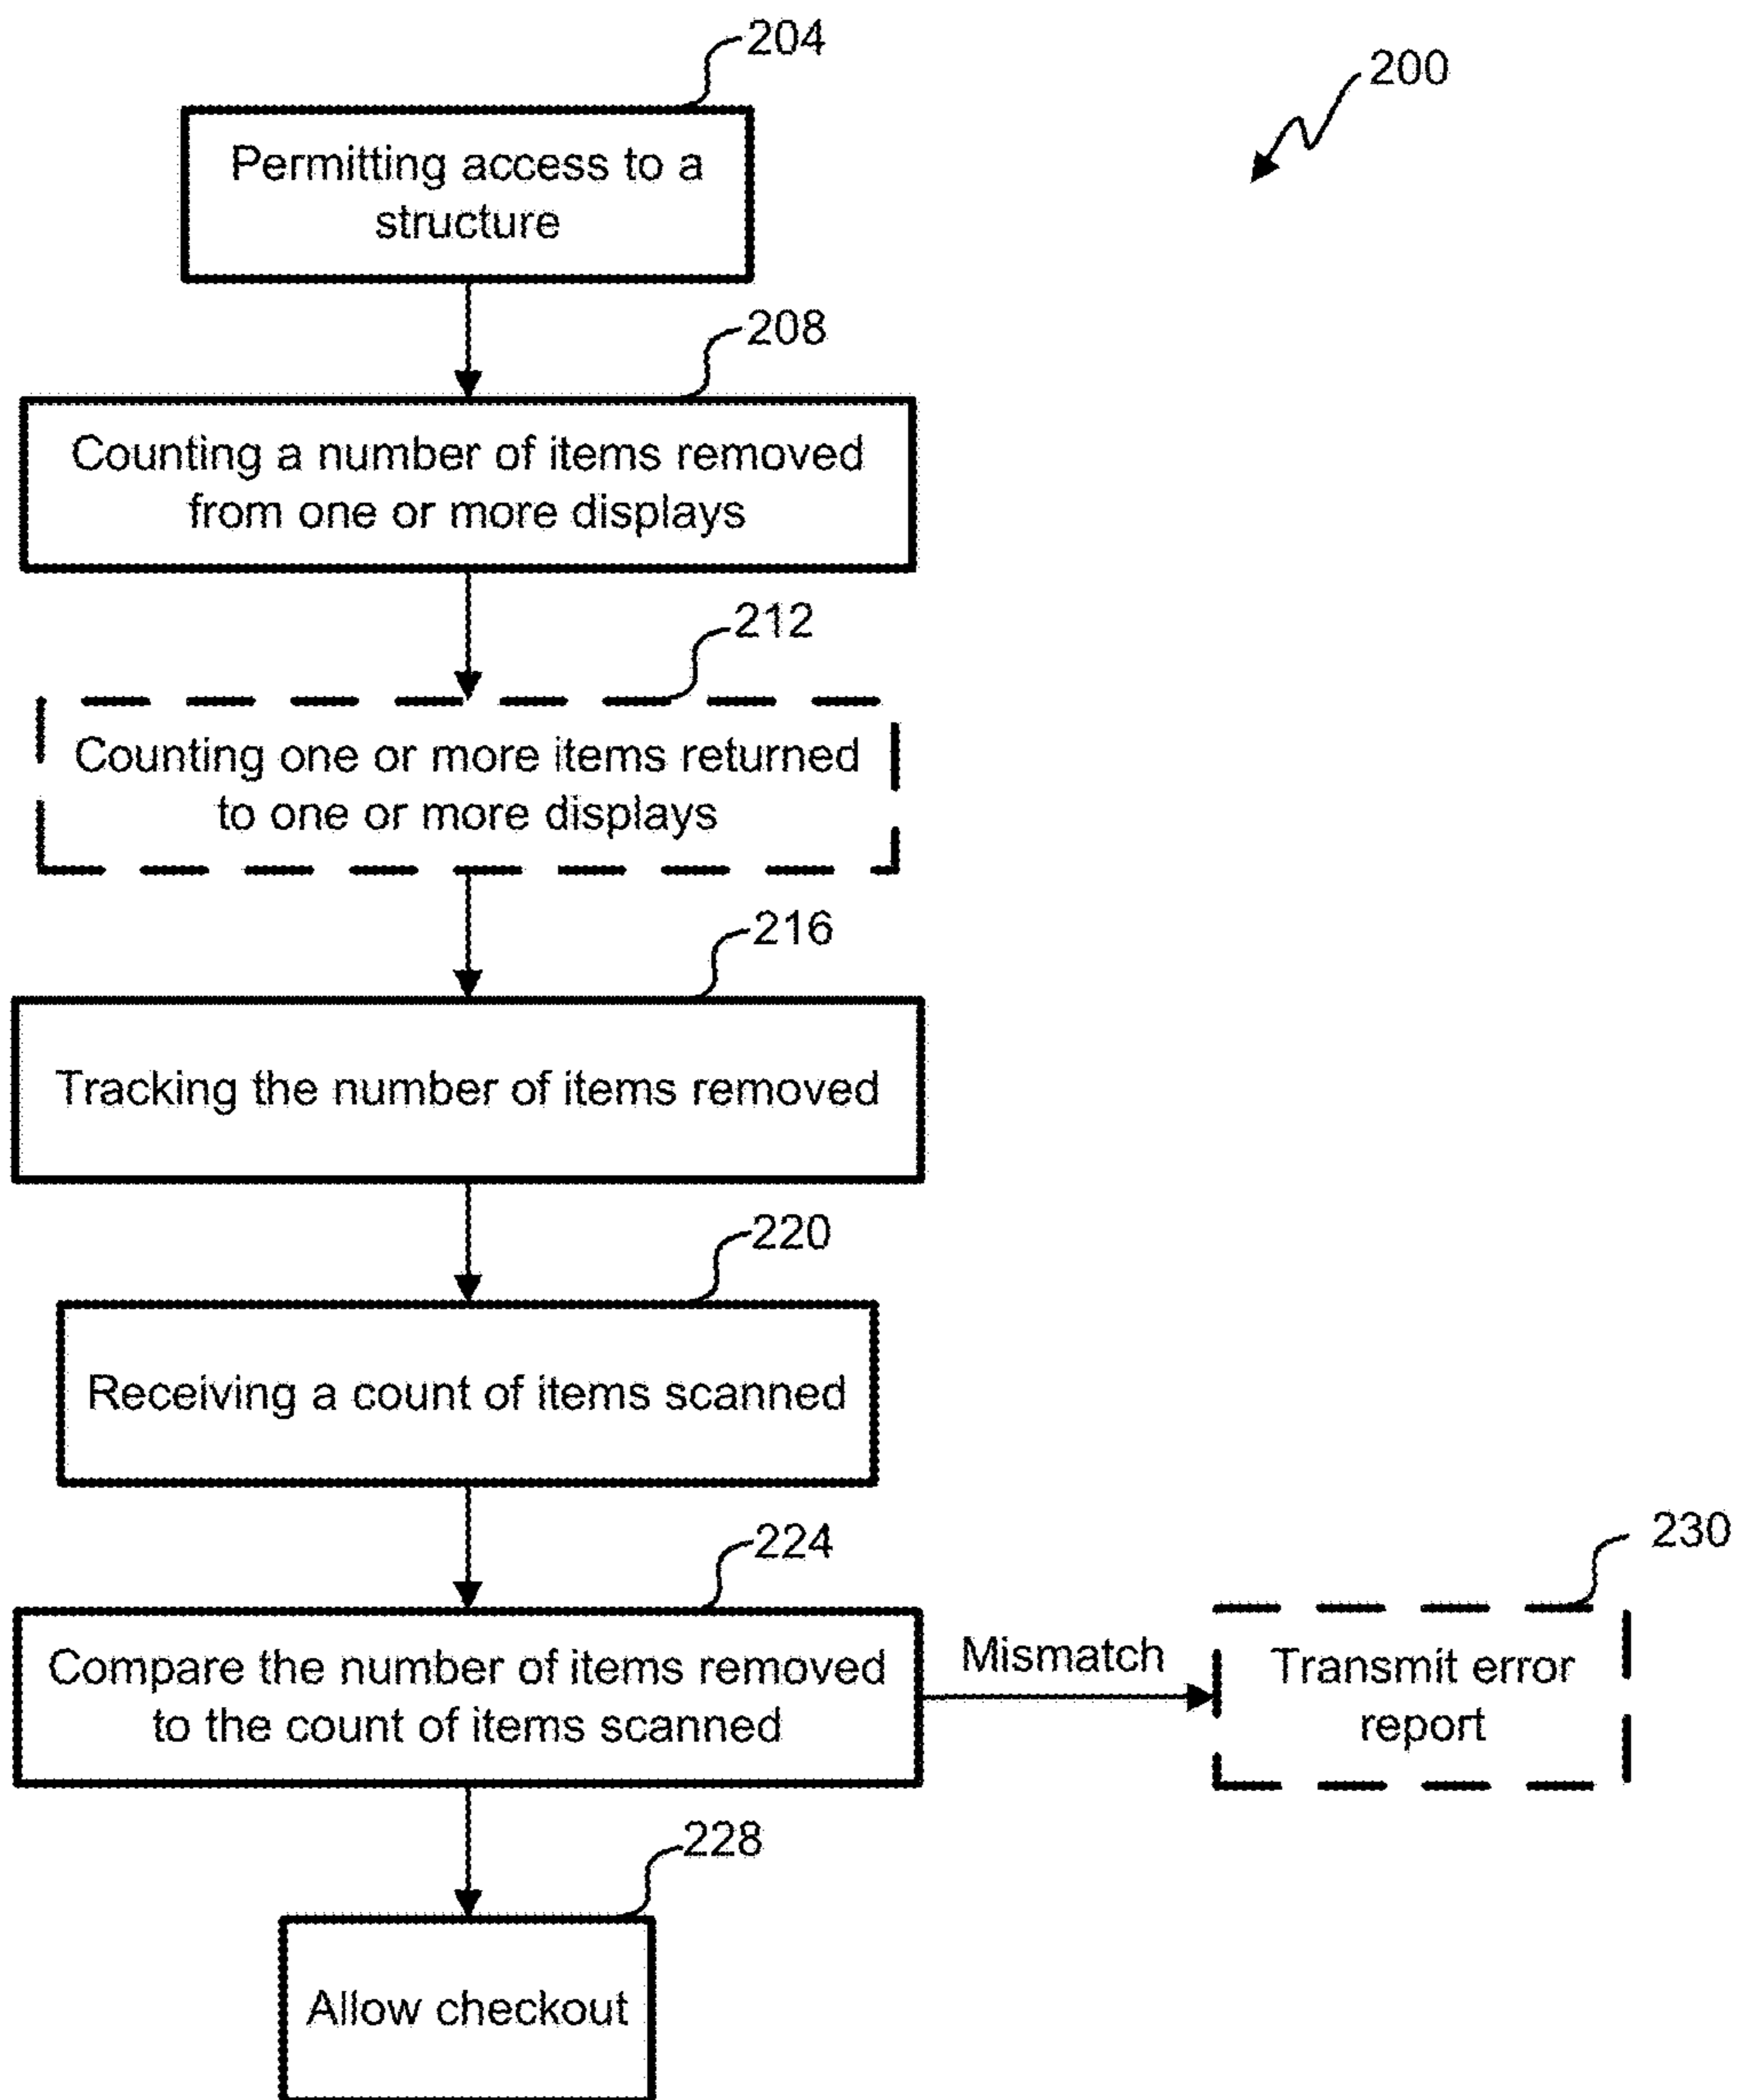 204
200
Permitting access to a
structure
208
Counting a number of items removed
from one or more displays
212
Counting one or more items returned
to one or more displays
216
Tracking the number of items removed
220
Receiving a count of items scanned
224
230
Compare the number of items removed
to the count of items scanned
Mismatch
Transmit error
report
228
Allow checkout